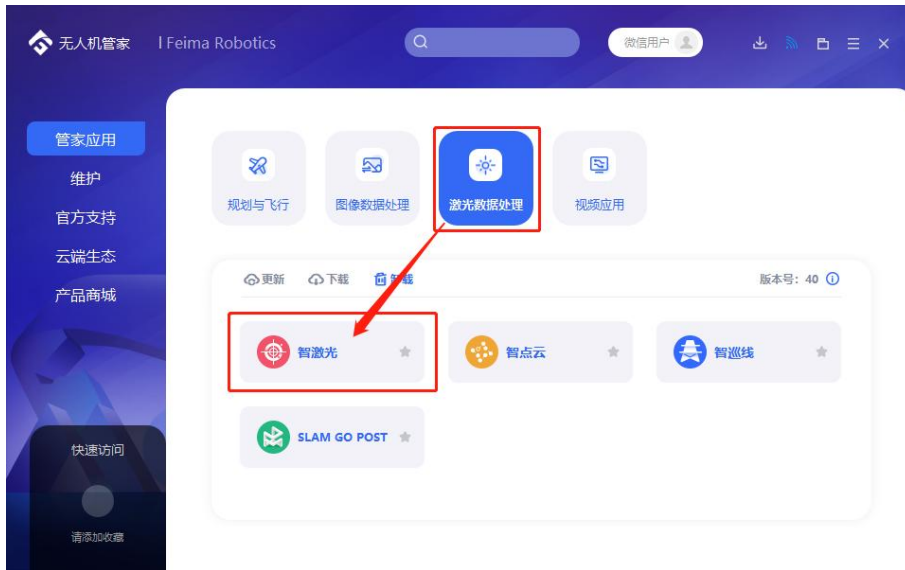 无人机管家 | Feima Robotics 微信用户
管家应用
维护
官方支持
云端生态
产品商城
规划与飞行 图像数据处理 激光数据处理 视频应用
更新 下载 卸载 版本号: 40
智激光 智点云 智巡线
SLAM GO POST
快速访问
请添加收藏